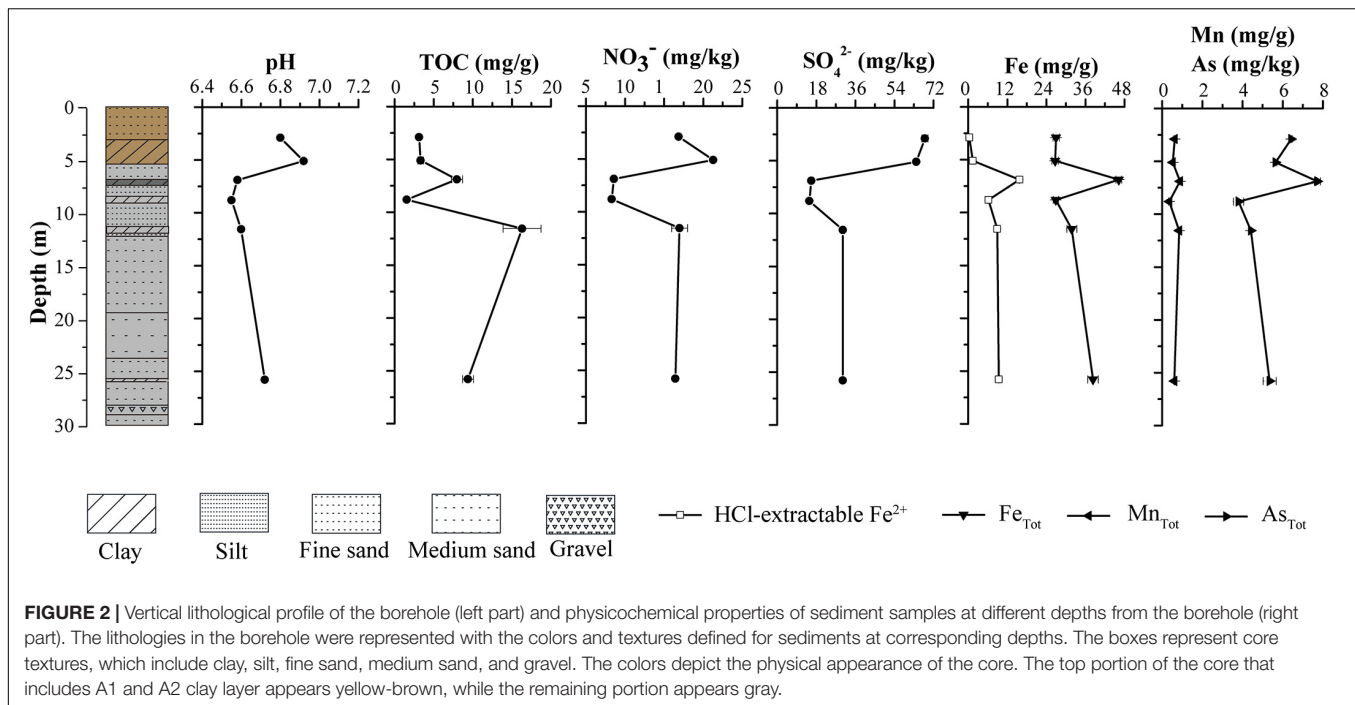 pH
TOC (mg/g)
NO₃⁻ (mg/kg)
SO₄²⁻ (mg/kg)
Fe (mg/g)
Mn (mg/g)
As (mg/kg)
6.4 6.6 6.8 7.0 7.2
0 5 10 15 20
5 10 1 20 25
0 18 36 54 72
0 12 24 36 48
0 2 4 6 8
Depth (m)
0
5
10
15
20
25
30
Clay
Silt
Fine sand
Medium sand
Gravel
HCl-extractable Fe²⁺
Fe_Tot
Mn_Tot
As_Tot
FIGURE 2 | Vertical lithological profile of the borehole (left part) and physicochemical properties of sediment samples at different depths from the borehole (right
part). The lithologies in the borehole were represented with the colors and textures defined for sediments at corresponding depths. The boxes represent core
textures, which include clay, silt, fine sand, medium sand, and gravel. The colors depict the physical appearance of the core. The top portion of the core that
includes A1 and A2 clay layer appears yellow-brown, while the remaining portion appears gray.